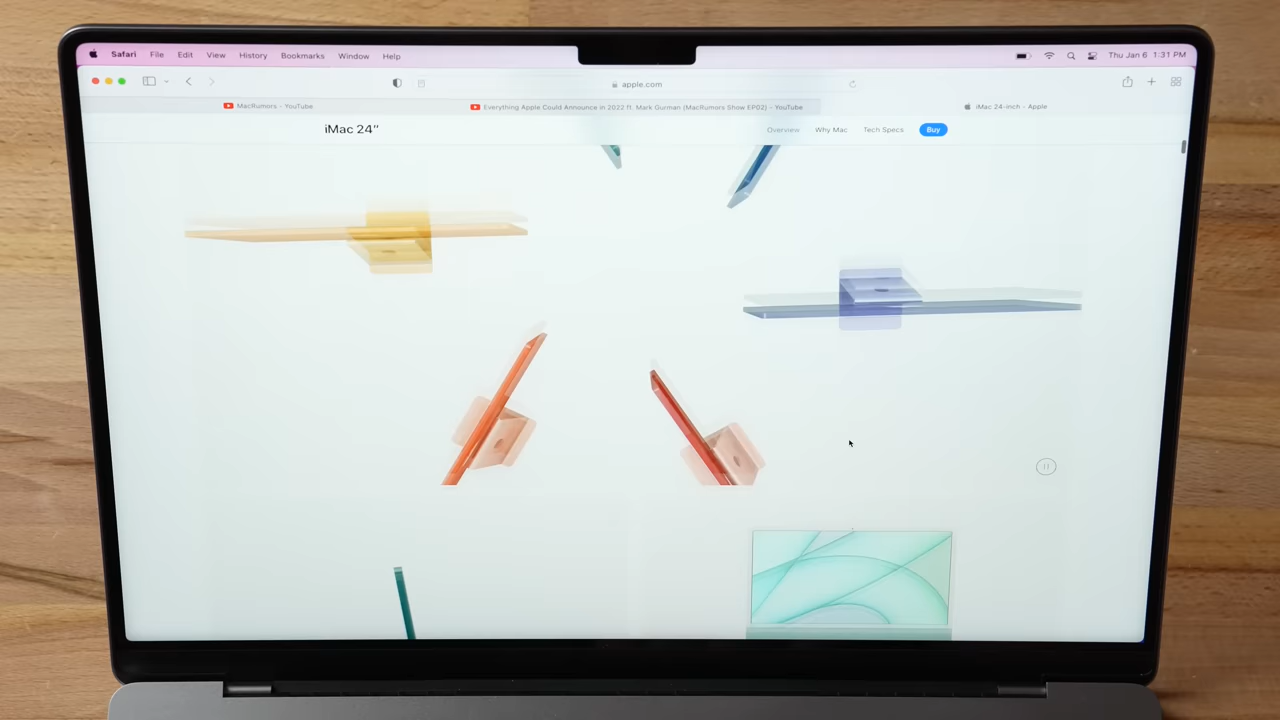 Safari File Edit View History Bookmarks Window Help Thu Jan 6 1:31 PM
apple.com
MacRumors – YouTube Everything Apple Could Announce in 2022 ft. Mark Gurman (MacRumors Show EP02) – YouTube iMac 24-inch – Apple
iMac 24" Overview Why Mac Tech Specs Buy